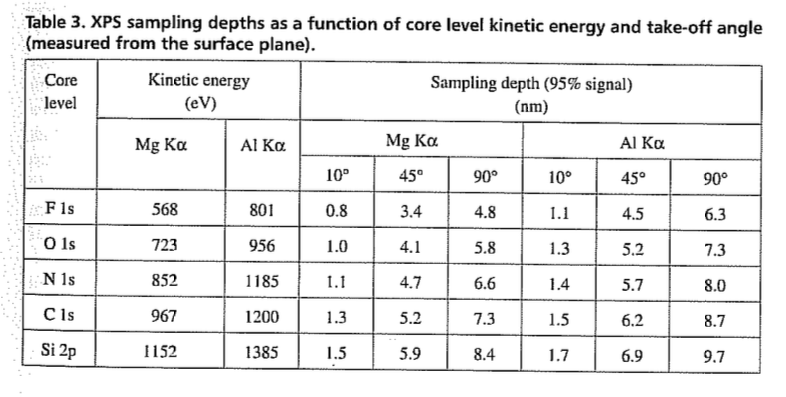 Table 3. XPS sampling depths as a function of core level kinetic energy and take-off angle
(measured from the surface plane).
Core level Kinetic energy (eV) Sampling depth (95% signal) (nm)
Mg Kα Al Kα Mg Kα Al Kα
10° 45° 90° 10° 45° 90°
F 1s 568 801 0.8 3.4 4.8 1.1 4.5 6.3
O 1s 723 956 1.0 4.1 5.8 1.3 5.2 7.3
N 1s 852 1185 1.1 4.7 6.6 1.4 5.7 8.0
C 1s 967 1200 1.3 5.2 7.3 1.5 6.2 8.7
Si 2p 1152 1385 1.5 5.9 8.4 1.7 6.9 9.7